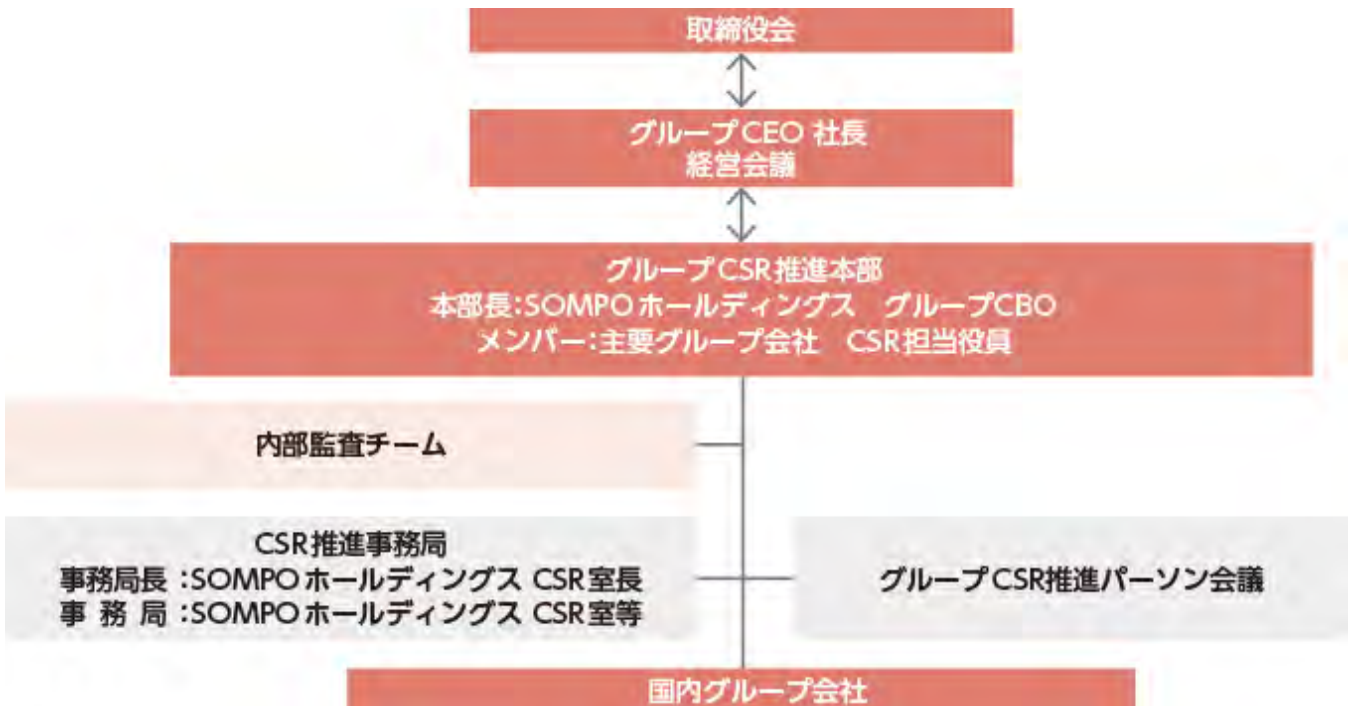 取締役会
グループCEO 社長
経営会議
グループCSR推進本部
本部長:SOMPOホールディングス　グループCBO
メンバー:主要グループ会社　CSR担当役員
内部監査チーム
CSR推進事務局
事務局長:SOMPOホールディングス CSR室長
事 務 局:SOMPOホールディングス CSR室等
グループCSR推進パーソン会議
国内グループ会社